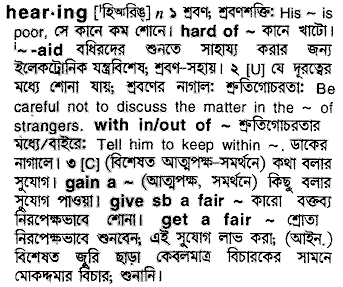 hear·ing [ˈহিআরিঙ্] n ১ শ্রবণ; শ্রবণশক্তি: His ~ is
poor, সে কানে কম শোনে। hard of ~ কানে খাটো।
ˈ~-aid বধিরদের শুনতে সাহায্য করার জন্য
ইলেকট্রোনিক যন্ত্রবিশেষ; শ্রবণ-সহায়। ২ [U] যে দূরত্বের
মধ্যে শোনা যায়; শ্রবণের নাগাল: শ্রুতিগোচরতা: Be
careful not to discuss the matter in the ~ of
strangers. with in/out of ~ শ্রুতিগোচরতার
মধ্যে/বাইরে: Tell him to keep within ~, ডাকের
নাগালে। ৩ [C] (বিশেষত আত্মপক্ষ-সমর্থনে) কথা বলার
সুযোগ। gain a ~ (আত্মপক্ষ, সমর্থনে) কিছু বলার
সুযোগ পাওয়া। give sb a fair ~ কারো বক্তব্য
নিরপেক্ষভাবে শোনা। get a fair ~ শ্রোতা
নিরপেক্ষভাবে শুনবেন; এই সুযোগ লাভ করা; (আইন.)
বিশেষত জুরি ছাড়া কেবলমাত্র বিচারকের সামনে
মোকদ্দমার বিচার; শুনানি।